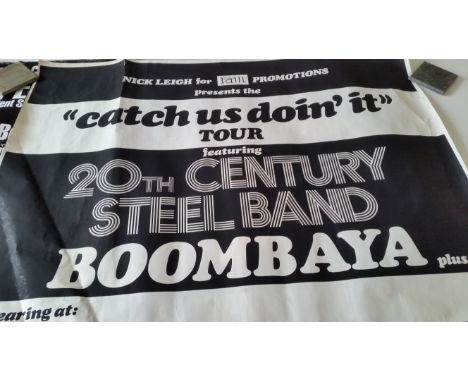 NICK LEIGH for PROMOTIONS
presents the
"catch us doin' it"
TOUR
featuring
20TH CENTURY
STEEL BAND
BOOMBAYA plus
earing at: